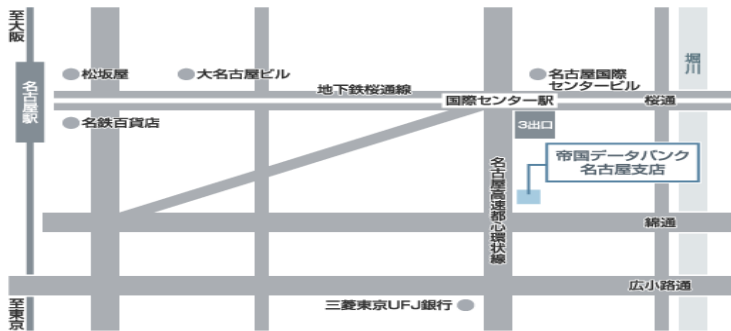 至大阪
名古屋駅
松坂屋
大名古屋ビル
地下鉄桜通線
名古屋国際
センタービル
堀川
国際センター駅
桜通
名鉄百貨店
3出口
帝国データバンク
名古屋支店
名古屋高速都心環状線
綿通
広小路通
三菱東京UFJ銀行
至東京